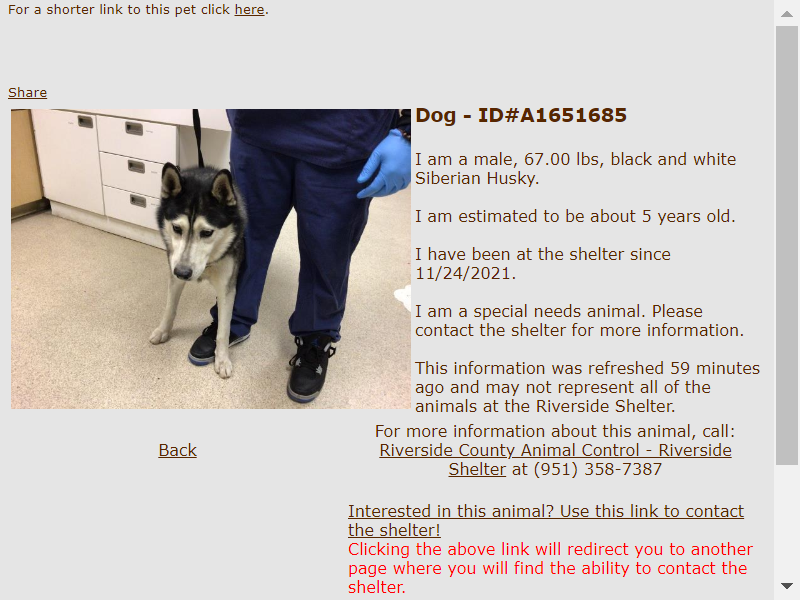 For a shorter link to this pet click here.
Share
Dog - ID#A1651685
I am a male, 67.00 lbs, black and white
Siberian Husky.
I am estimated to be about 5 years old.
I have been at the shelter since
11/24/2021.
I am a special needs animal. Please
contact the shelter for more information.
This information was refreshed 59 minutes
ago and may not represent all of the
animals at the Riverside Shelter.
Back
For more information about this animal, call:
Riverside County Animal Control - Riverside
Shelter at (951) 358-7387
Interested in this animal? Use this link to contact
the shelter!
Clicking the above link will redirect you to another
page where you will find the ability to contact the
shelter.